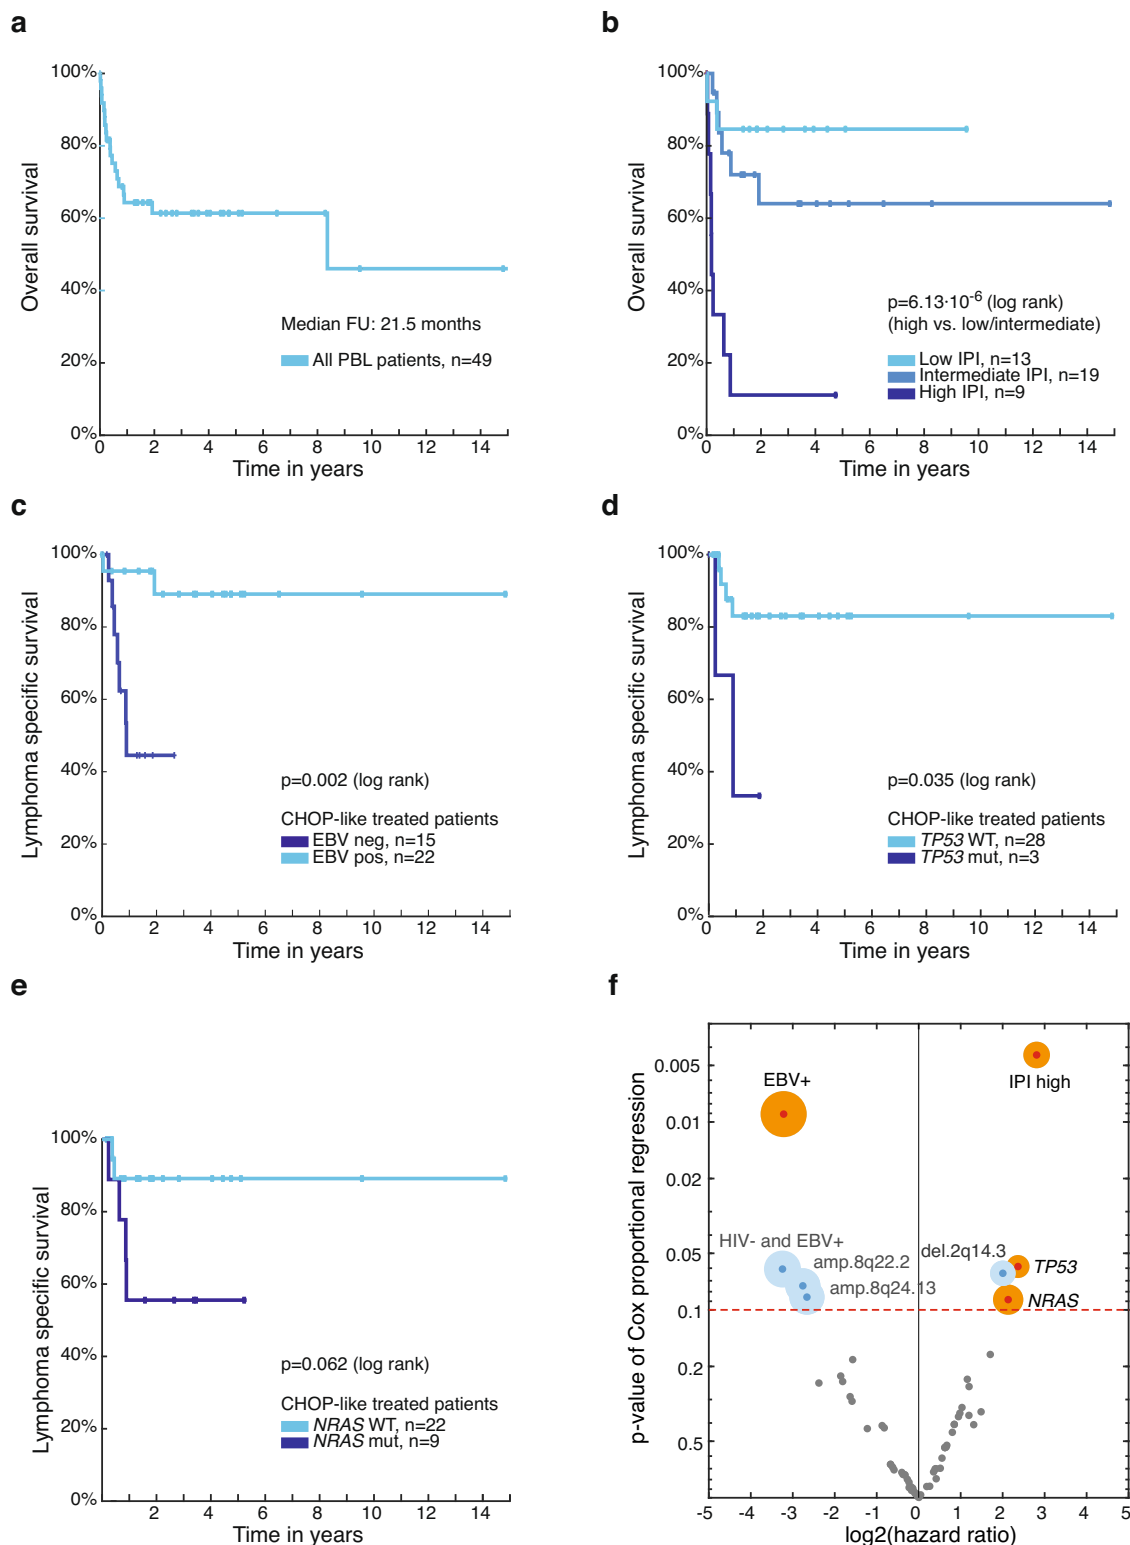 a
100%
80%
60%
40%
20%
0%
Overall survival
0 2 4 6 8 10 12 14
Time in years
Median FU: 21.5 months
All PBL patients, n=49
b
100%
80%
60%
40%
20%
0%
Overall survival
0 2 4 6 8 10 12 14
Time in years
p=6.13·10⁻⁶ (log rank)
(high vs. low/intermediate)
Low IPI, n=13
Intermediate IPI, n=19
High IPI, n=9
c
100%
80%
60%
40%
20%
0%
Lymphoma specific survival
0 2 4 6 8 10 12 14
Time in years
p=0.002 (log rank)
CHOP-like treated patients
EBV neg, n=15
EBV pos, n=22
d
100%
80%
60%
40%
20%
0%
Lymphoma specific survival
0 2 4 6 8 10 12 14
Time in years
p=0.035 (log rank)
CHOP-like treated patients
TP53 WT, n=28
TP53 mut, n=3
e
100%
80%
60%
40%
20%
0%
Lymphoma specific survival
0 2 4 6 8 10 12 14
Time in years
p=0.062 (log rank)
CHOP-like treated patients
NRAS WT, n=22
NRAS mut, n=9
f
p-value of Cox proportional regression
0.005
0.01
0.02
0.05
0.1
0.2
0.5
EBV+
IPI high
HIV- and EBV+
amp.8q22.2
amp.8q24.13
del.2q14.3
TP53
NRAS
-5 -4 -3 -2 -1 0 1 2 3 4 5
log2(hazard ratio)